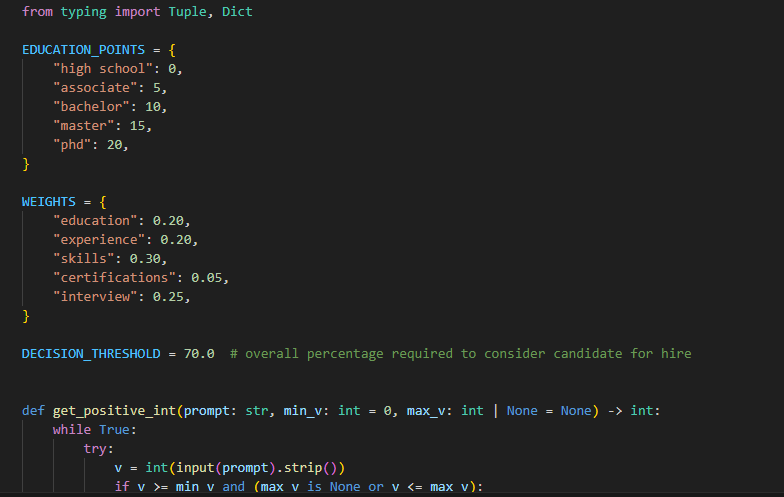 from typing import Tuple, Dict

EDUCATION_POINTS = {
    "high school": 0,
    "associate": 5,
    "bachelor": 10,
    "master": 15,
    "phd": 20,
}

WEIGHTS = {
    "education": 0.20,
    "experience": 0.20,
    "skills": 0.30,
    "certifications": 0.05,
    "interview": 0.25,
}

DECISION_THRESHOLD = 70.0  # overall percentage required to consider candidate for hire


def get_positive_int(prompt: str, min_v: int = 0, max_v: int | None = None) -> int:
    while True:
        try:
            v = int(input(prompt).strip())
            if v >= min_v and (max_v is None or v <= max_v):